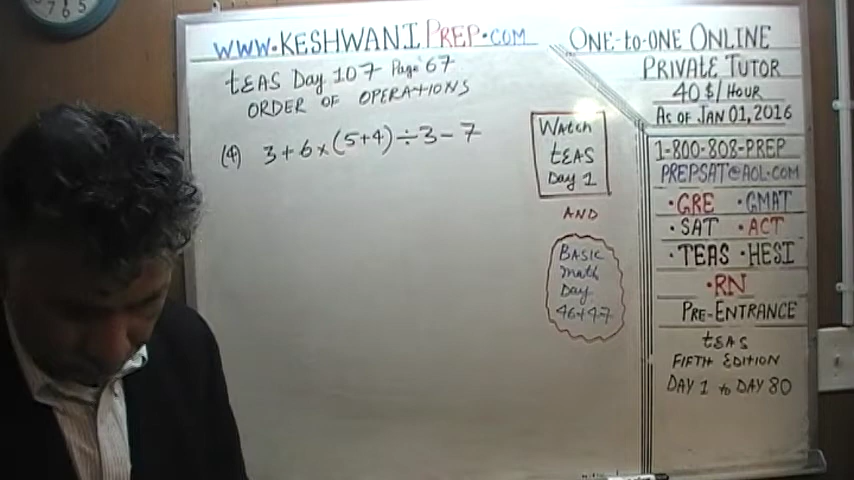 WWW.KESHWANIPREP.COM
TEAS Day 107 Page 67
ORDER OF OPERATIONS
(4) 3+6×(5+4)÷3-7
Watch
TEAS
Day 1
AND
BASIC
Math
Day
46+47
ONE-to-ONE ONLINE
PRIVATE TUTOR
40$/HOUR
AS OF JAN 01,2016
1-800-808-PREP
PREPSAT@AOL.COM
•GRE •GMAT
•SAT •ACT
•TEAS •HESI
•RN
PRE-ENTRANCE
TEAS
FIFTH EDITION
DAY 1 to DAY 80
7 6 5